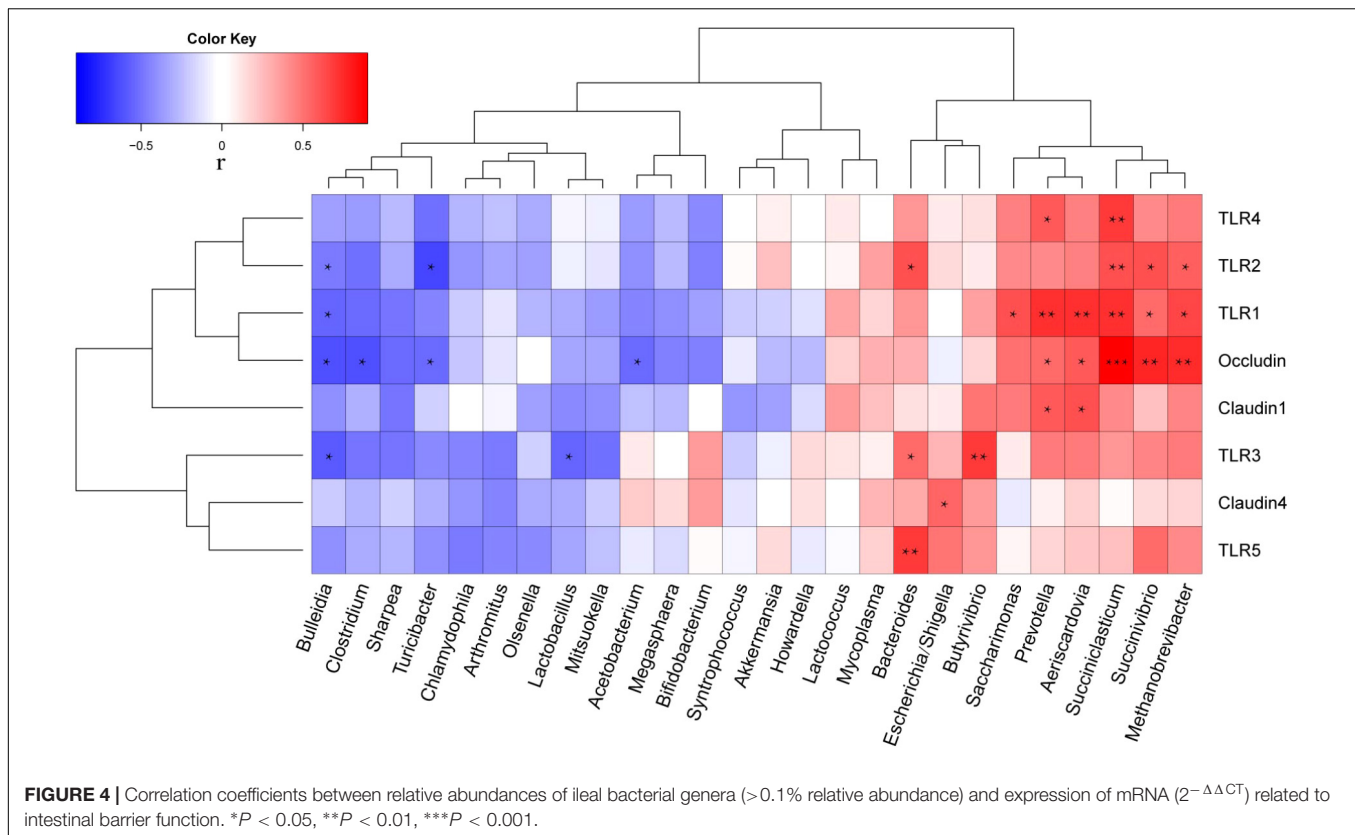 Color Key
−0.5 0 0.5
r
* ** TLR4
* * * ** * * TLR2
* * ** ** ** * * TLR1
* * * * * * *** ** ** Occludin
* * Claudin1
* * * ** TLR3
* Claudin4
** TLR5
Bulleidia
Clostridium
Sharpea
Turicibacter
Chlamydophila
Arthromitus
Olsenella
Lactobacillus
Mitsuokella
Acetobacterium
Megasphaera
Bifidobacterium
Syntrophococcus
Akkermansia
Howardella
Lactococcus
Mycoplasma
Bacteroides
Escherichia/Shigella
Butyrivibrio
Saccharimonas
Prevotella
Aeriscardovia
Succiniclasticum
Succinivibrio
Methanobrevibacter
FIGURE 4 | Correlation coefficients between relative abundances of ileal bacterial genera (>0.1% relative abundance) and expression of mRNA (2^−ΔΔCT) related to
intestinal barrier function. *P < 0.05, **P < 0.01, ***P < 0.001.